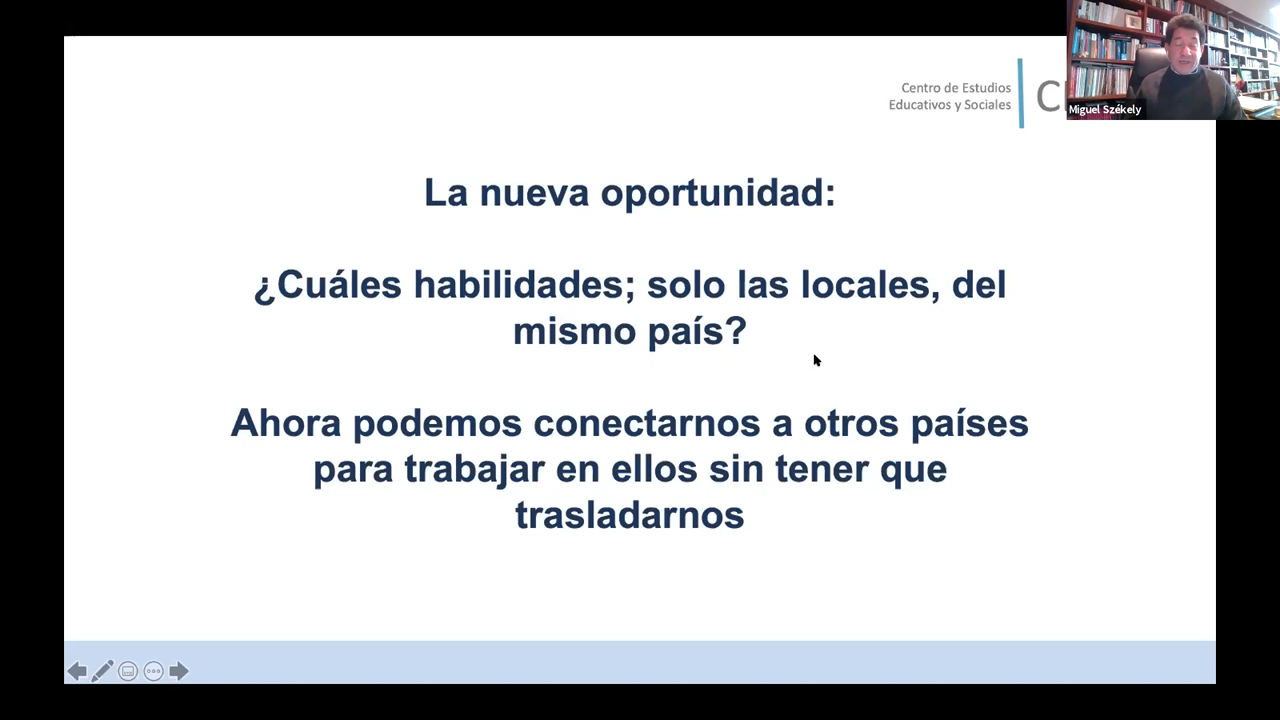 Centro de Estudios
Educativos y Sociales
Miguel Székely
La nueva oportunidad:
¿Cuáles habilidades; solo las locales, del
mismo país?
Ahora podemos conectarnos a otros países
para trabajar en ellos sin tener que
trasladarnos